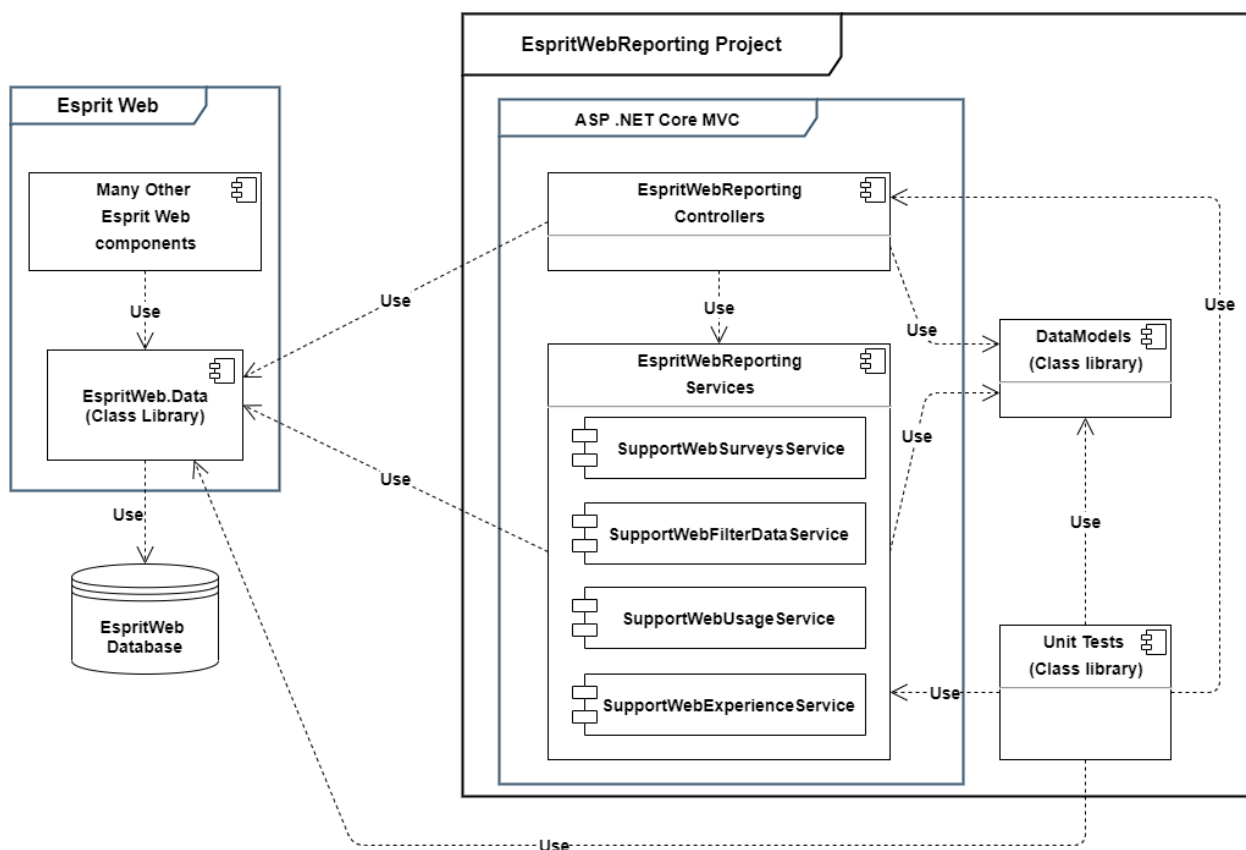 EspritWebReporting Project
Esprit Web
ASP .NET Core MVC
Many Other
Esprit Web
components
EspritWebReporting
Controllers
Use
Use
Use
Use
Use
EspritWeb.Data
(Class Library)
EspritWebReporting
Services
DataModels
(Class library)
SupportWebSurveysService
Use
Use
Use
SupportWebFilterDataService
Use
EspritWeb
Database
SupportWebUsageService
Unit Tests
(Class library)
SupportWebExperienceService
Use
Use